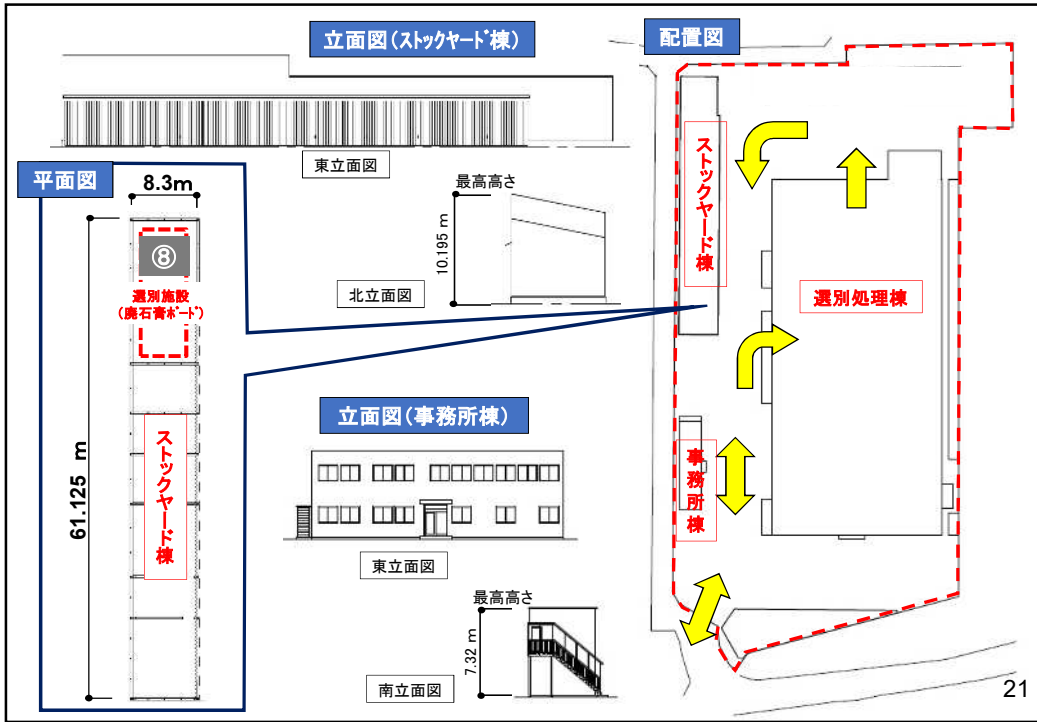 立面図(ストックヤード棟)
配置図
東立面図
平面図
8.3m
⑧
選別施設
(廃石膏ボード)
61.125 m
ストックヤード棟
最高高さ
10.195 m
北立面図
立面図(事務所棟)
東立面図
最高高さ
7.32 m
南立面図
ストックヤード棟
選別処理棟
事務所棟
21